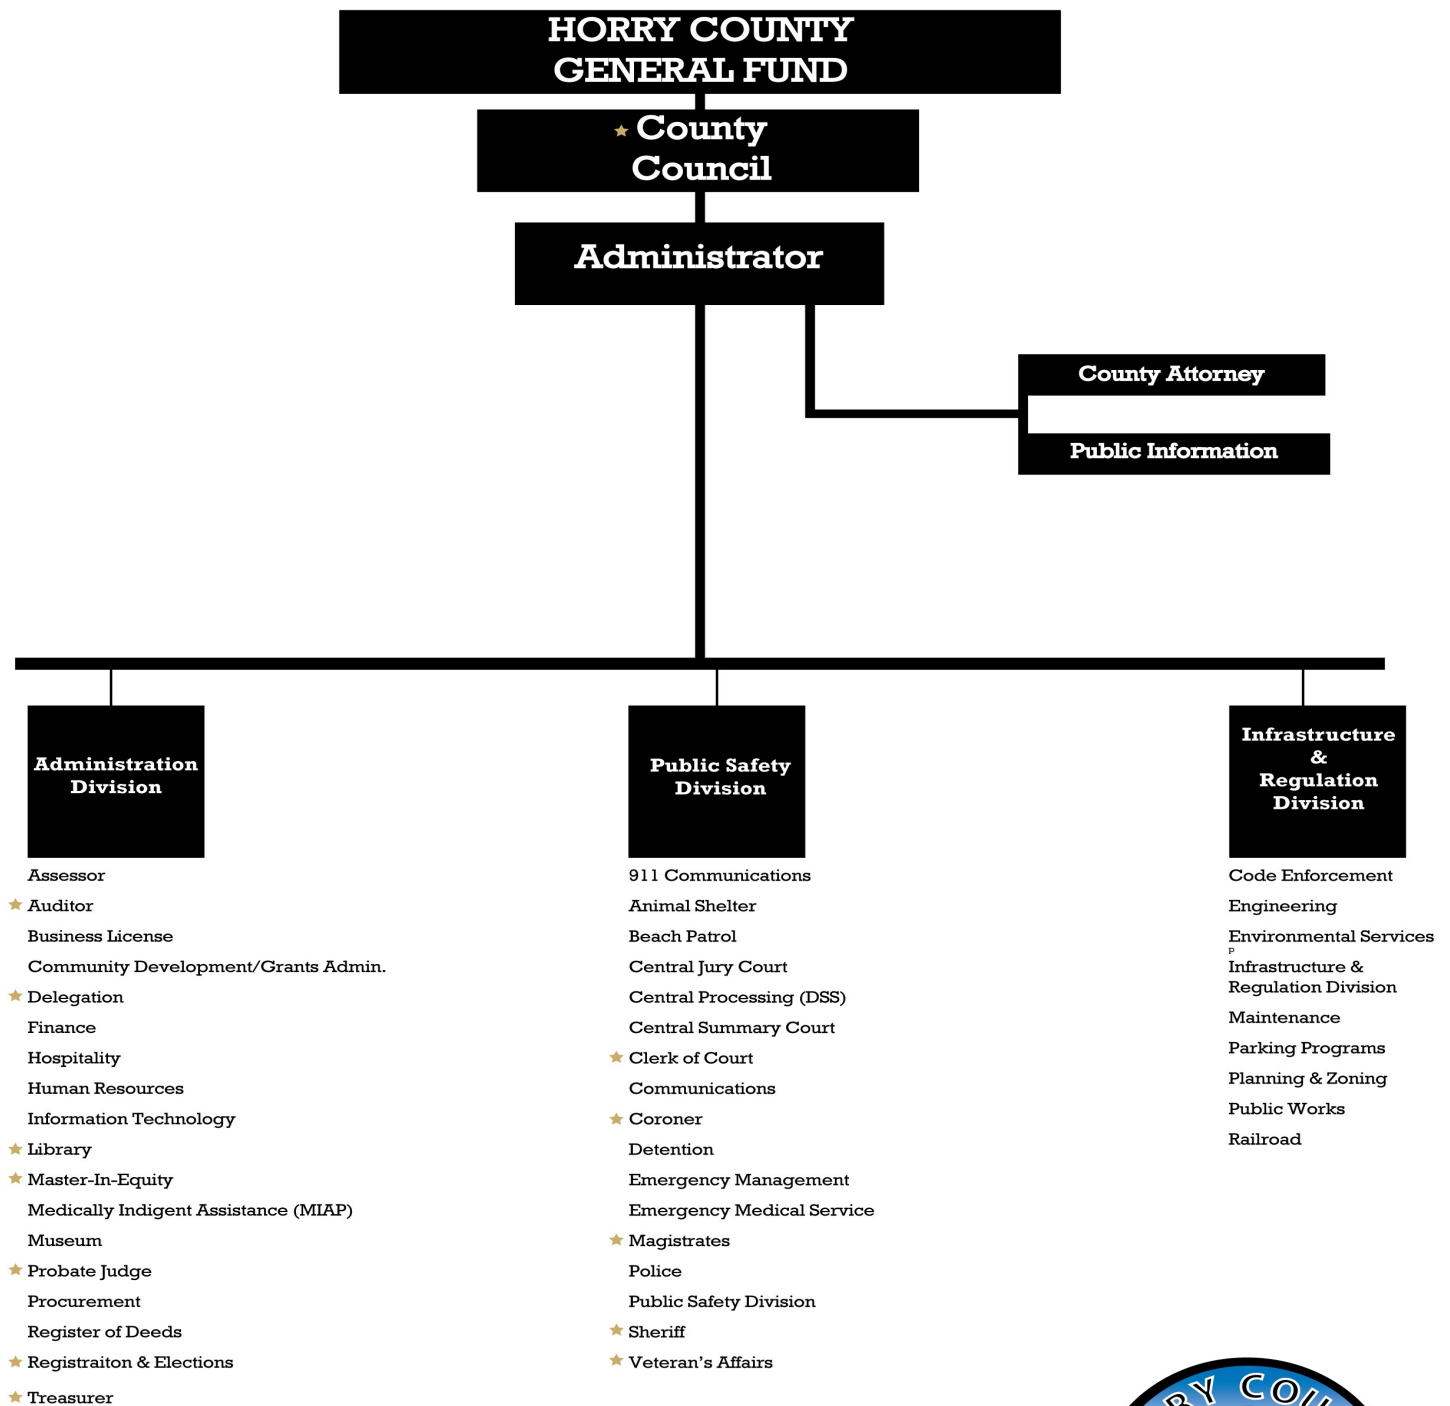 HORRY COUNTY
GENERAL FUND
County
Council
Administrator
County Attorney
Public Information
Administration
Division
Assessor
Auditor
Business License
Community Development/Grants Admin.
Delegation
Finance
Hospitality
Human Resources
Information Technology
Library
Master-In-Equity
Medically Indigent Assistance (MIAP)
Museum
Probate Judge
Procurement
Register of Deeds
Registraiton & Elections
Treasurer
Public Safety
Division
911 Communications
Animal Shelter
Beach Patrol
Central Jury Court
Central Processing (DSS)
Central Summary Court
Clerk of Court
Communications
Coroner
Detention
Emergency Management
Emergency Medical Service
Magistrates
Police
Public Safety Division
Sheriff
Veteran's Affairs
Infrastructure
&
Regulation
Division
Code Enforcement
Engineering
Environmental Services
P
Infrastructure &
Regulation Division
Maintenance
Parking Programs
Planning & Zoning
Public Works
Railroad